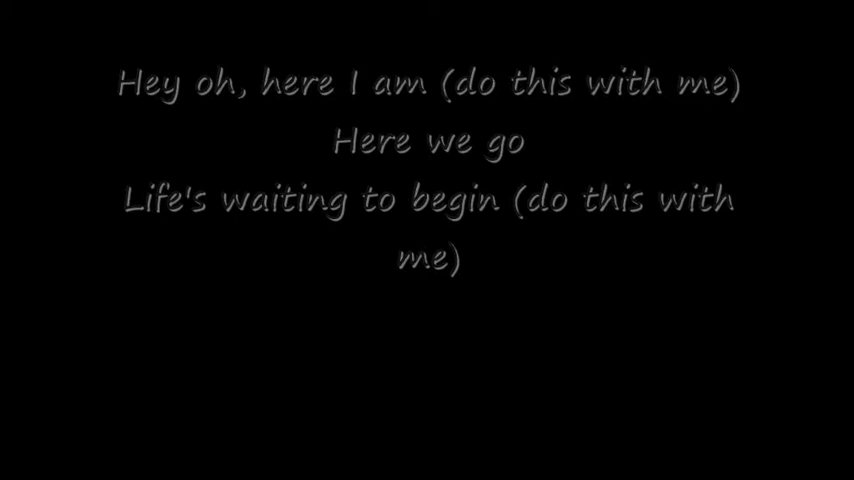 Hey oh, here I am (do this with me)
Here we go
Life's waiting to begin (do this with
me)